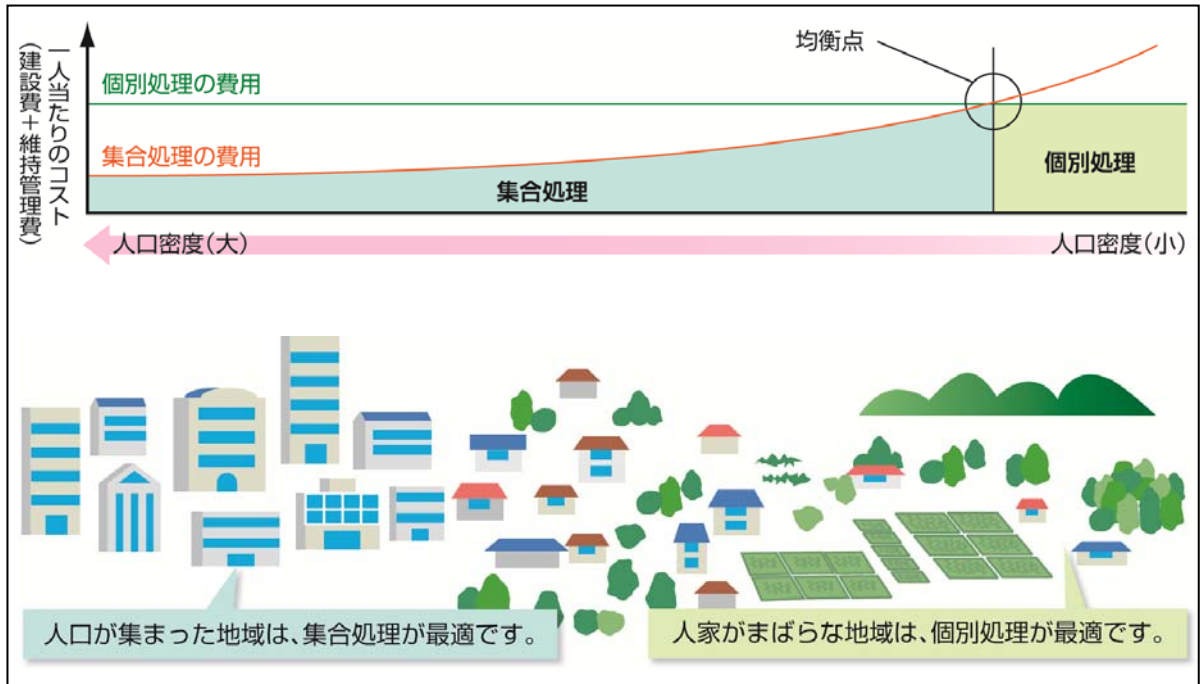 一人当たりのコスト
(建設費+維持管理費)
均衡点
個別処理の費用
集合処理の費用
集合処理
個別処理
人口密度(大)
人口密度(小)
人口が集まった地域は、集合処理が最適です。
人家がまばらな地域は、個別処理が最適です。